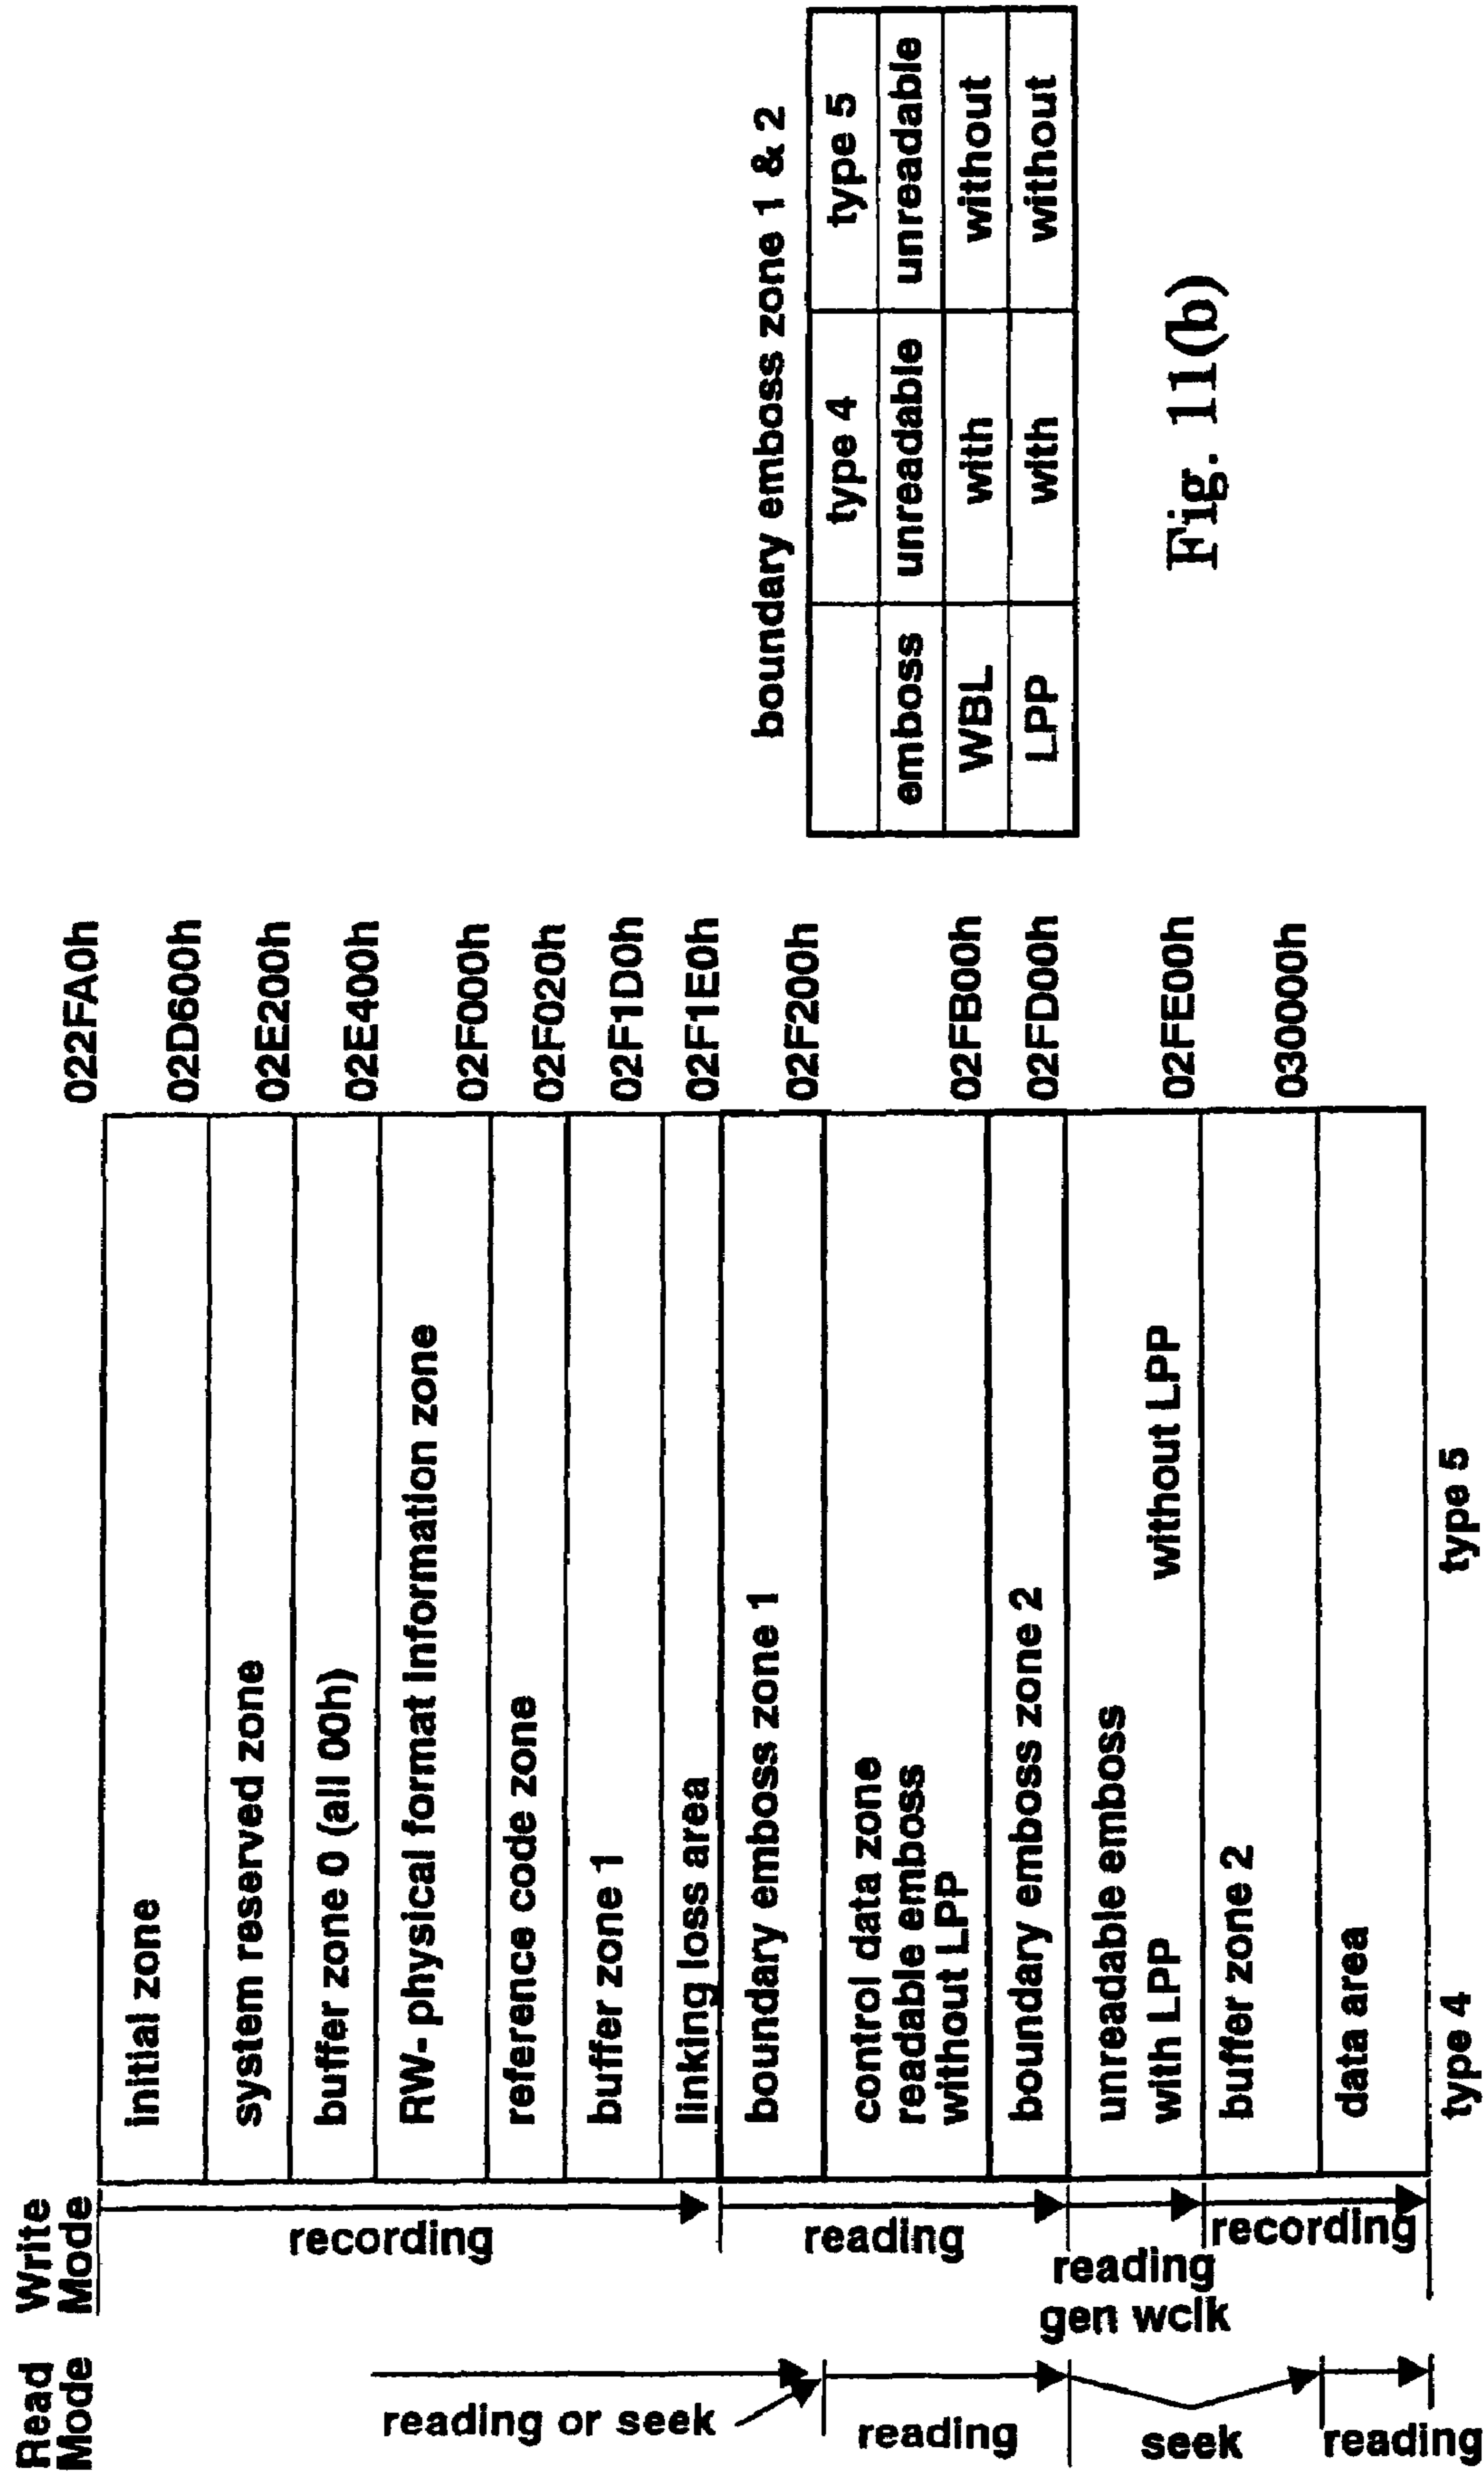 Read Mode
Write Mode
022FA0h
initial zone
02D600h
system reserved zone
02E200h
buffer zone 0 (all 00h)
02E400h
RW-physical format information zone
02F000h
reference code zone
02F020h
buffer zone 1
02F1D0h
linking loss area
02F1E0h
boundary emboss zone 1
02F200h
control data zone
readable emboss
without LPP
02FB00h
boundary emboss zone 2
02FD00h
unreadable emboss
with LPP without LPP
02FE00h
buffer zone 2
030000h
data area
type 4 type 5
recording
reading
reading
gen wclk
recording
reading or seek
reading
seek
reading
boundary emboss zone 1 & 2
type 4 type 5
emboss unreadable unreadable
WBL with without
LPP with without
Fig. 11(b)